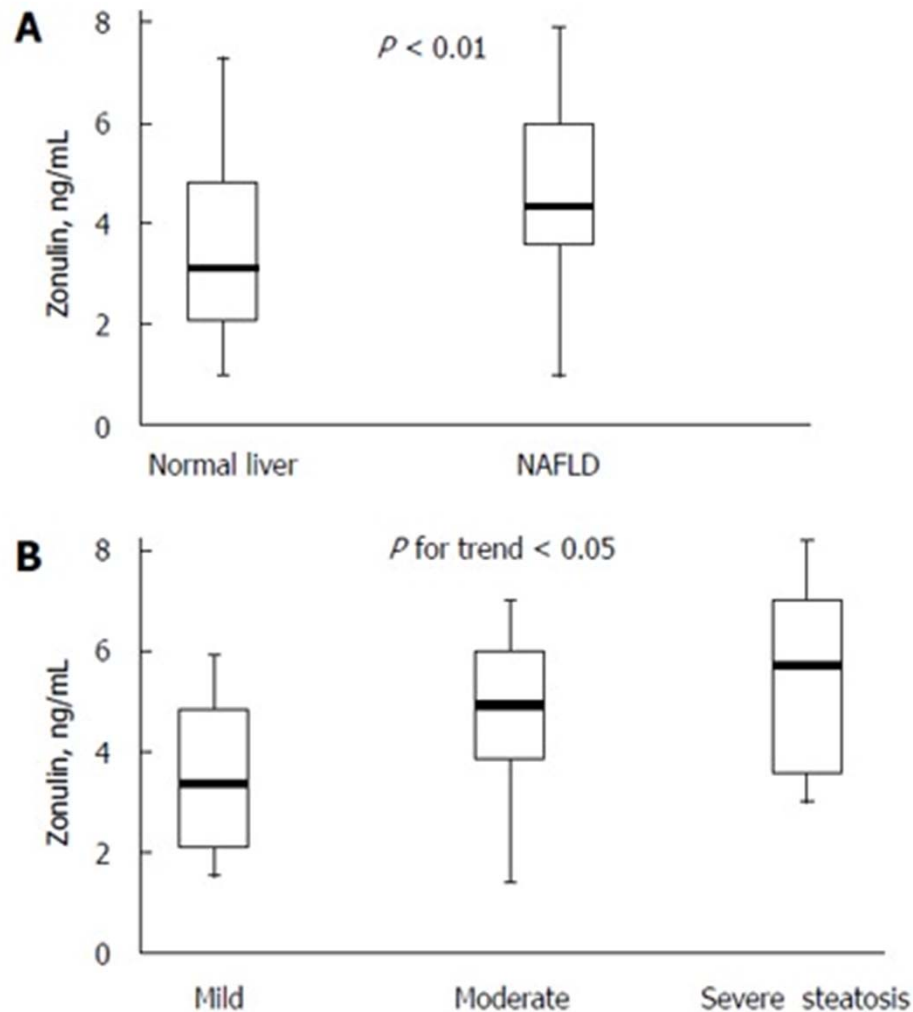 A
P < 0.01
Zonulin, ng/mL
8
6
4
2
0
Normal liver NAFLD
B
P for trend < 0.05
Zonulin, ng/mL
8
6
4
2
0
Mild Moderate Severe steatosis